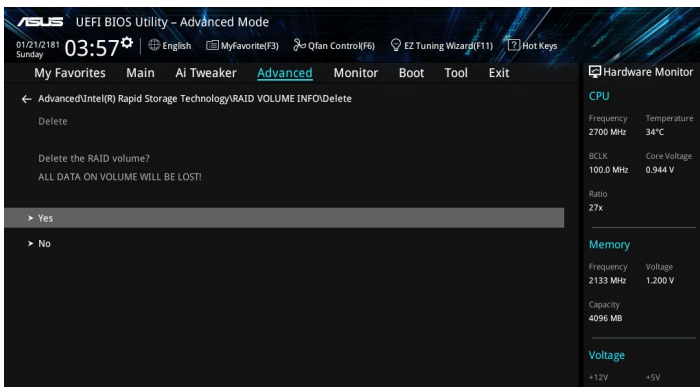 ASUS UEFI BIOS Utility – Advanced Mode
01/21/2181 Sunday 03:57 English MyFavorite(F3) Qfan Control(F6) EZ Tuning Wizard(F11) ? Hot Keys
My Favorites Main Ai Tweaker Advanced Monitor Boot Tool Exit
← Advanced\Intel(R) Rapid Storage Technology\RAID VOLUME INFO\Delete
Delete
Delete the RAID volume?
ALL DATA ON VOLUME WILL BE LOST!
> Yes
> No
Hardware Monitor
CPU
Frequency Temperature
2700 MHz 34°C
BCLK Core Voltage
100.0 MHz 0.944 V
Ratio
27x
Memory
Frequency Voltage
2133 MHz 1.200 V
Capacity
4096 MB
Voltage
+12V +5V